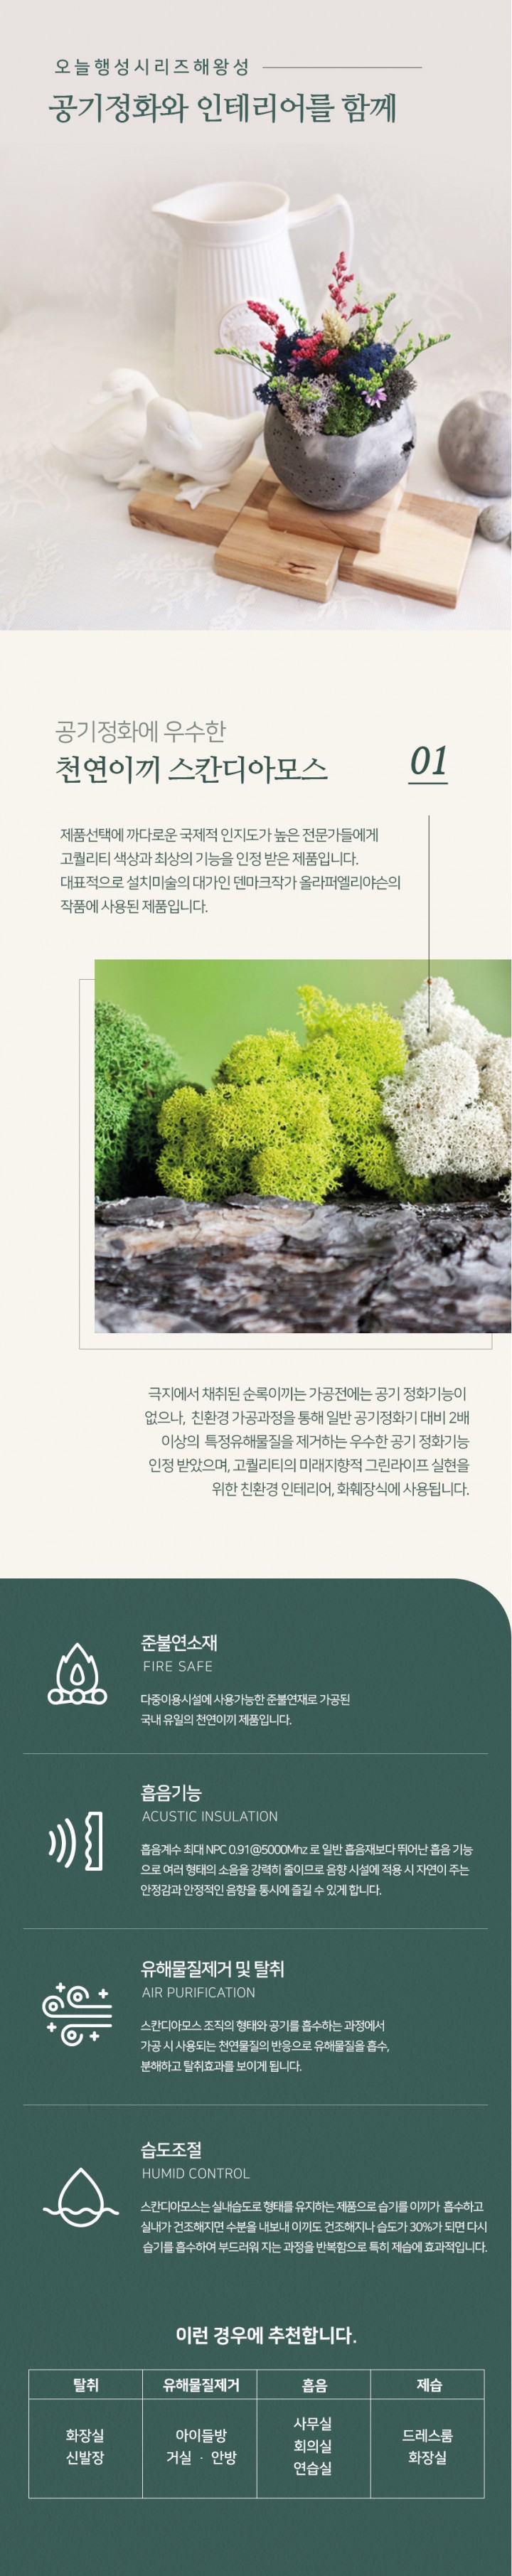 오늘행성시리즈해왕성
공기정화와 인테리어를 함께
공기정화에 우수한
천연이끼 스칸디아모스
01
제품선택에 까다로운 국제적 인지도가 높은 전문가들에게
고퀄리티 색상과 최상의 기능을 인정 받은 제품입니다.
대표적으로 설치미술의 대가인 덴마크작가 올라퍼엘리아슨의
작품에 사용된 제품입니다.
극지에서 채취된 순록이끼는 가공전에는 공기 정화기능이
없으나, 친환경 가공과정을 통해 일반 공기정화기 대비 2배
이상의 특정유해물질을 제거하는 우수한 공기 정화기능
인정 받았으며, 고퀄리티의 미래지향적 그린라이프 실현을
위한 친환경 인테리어, 화훼장식에 사용됩니다.
준불연소재
FIRE SAFE
다중이용시설에 사용가능한 준불연재로 가공된
국내 유일의 천연이끼 제품입니다.
흡음기능
ACUSTIC INSULATION
흡음계수 최대 NPC 0.91@5000Mhz 로 일반 흡음재보다 뛰어난 흡음 기능
으로 여러 형태의 소음을 강력히 줄이므로 음향 시설에 적용 시 자연이 주는
안정감과 안정적인 음향을 동시에 즐길 수 있게 합니다.
유해물질제거 및 탈취
AIR PURIFICATION
스칸디아모스 조직의 형태와 공기를 흡수하는 과정에서
가공 시 사용되는 천연물질의 반응으로 유해물질을 흡수,
분해하고 탈취효과를 보이게 됩니다.
습도조절
HUMID CONTROL
스칸디아모스는 실내습도로 형태를 유지하는 제품으로 습기를 이끼가 흡수하고
실내가 건조해지면 수분을 내보내 이끼도 건조해지나 습도가 30%가 되면 다시
습기를 흡수하여 부드러워 지는 과정을 반복함으로 특히 제습에 효과적입니다.
이런 경우에 추천합니다.
탈취 유해물질제거 흡음 제습
화장실
신발장
아이들방
거실 · 안방
사무실
회의실
연습실
드레스룸
화장실